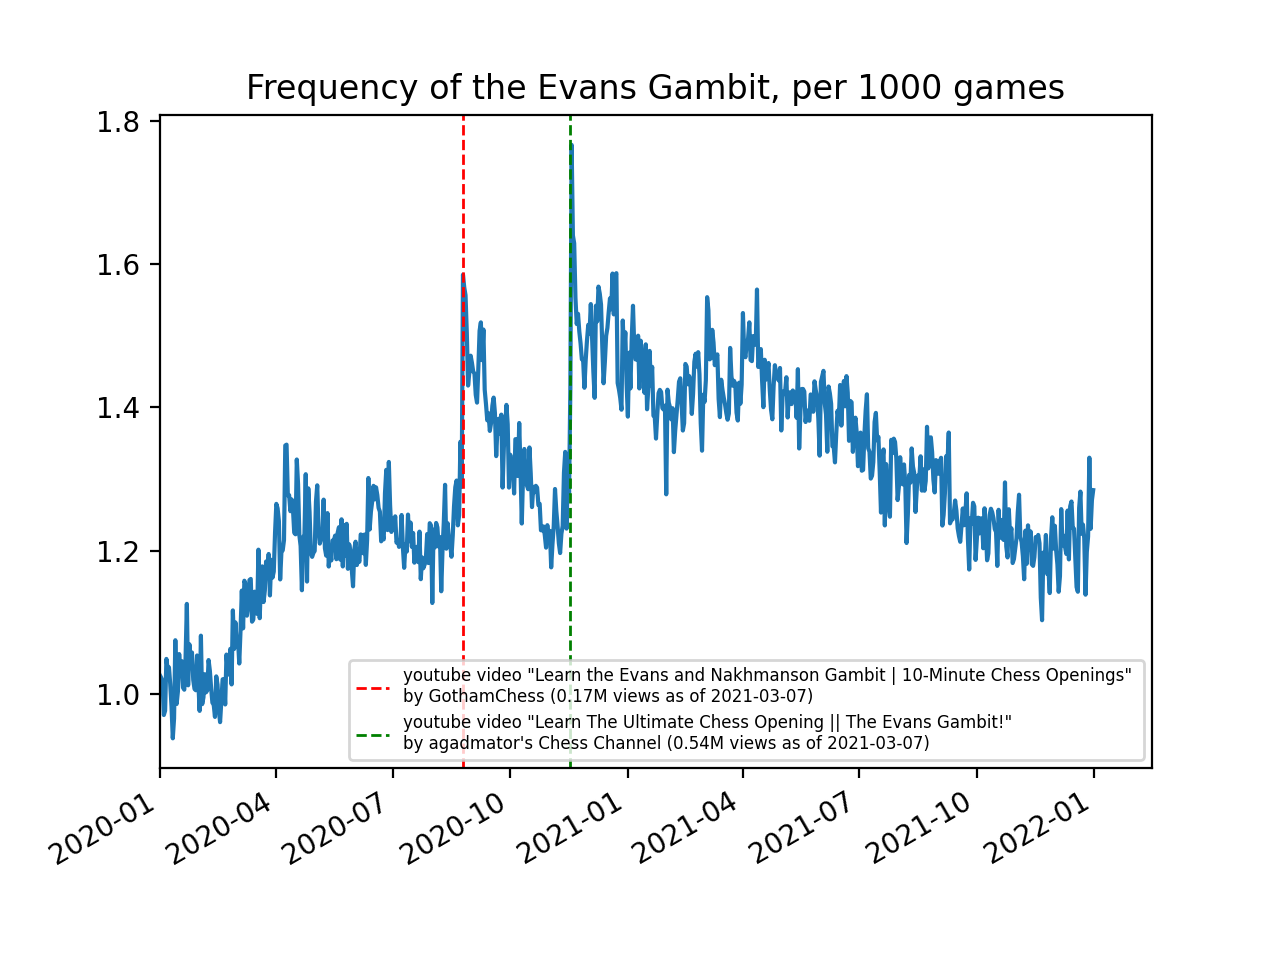 Frequency of the Evans Gambit, per 1000 games
1.8
1.6
1.4
1.2
1.0
youtube video "Learn the Evans and Nakhmanson Gambit | 10-Minute Chess Openings"
by GothamChess (0.17M views as of 2021-03-07)
youtube video "Learn The Ultimate Chess Opening || The Evans Gambit!"
by agadmator's Chess Channel (0.54M views as of 2021-03-07)
2020-01
2020-04
2020-07
2020-10
2021-01
2021-04
2021-07
2021-10
2022-01